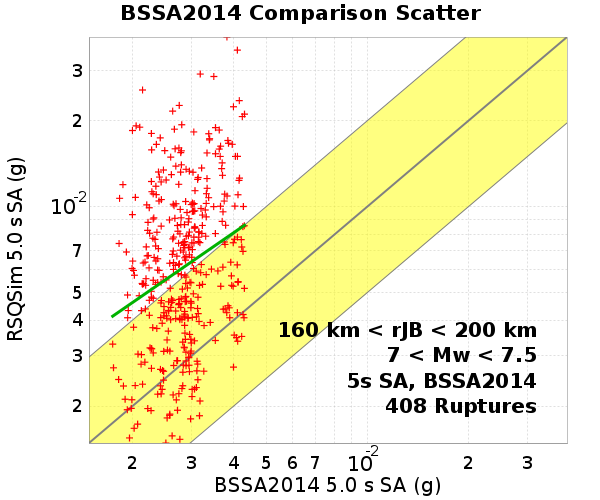 BSSA2014 Comparison Scatter
RSQSim 5.0 s SA (g)
3
2
10-2
7
5
4
3
2
160 km < rJB < 200 km
7 < Mw < 7.5
5s SA, BSSA2014
408 Ruptures
2 3 4 5 6 7 10-2 2 3
BSSA2014 5.0 s SA (g)